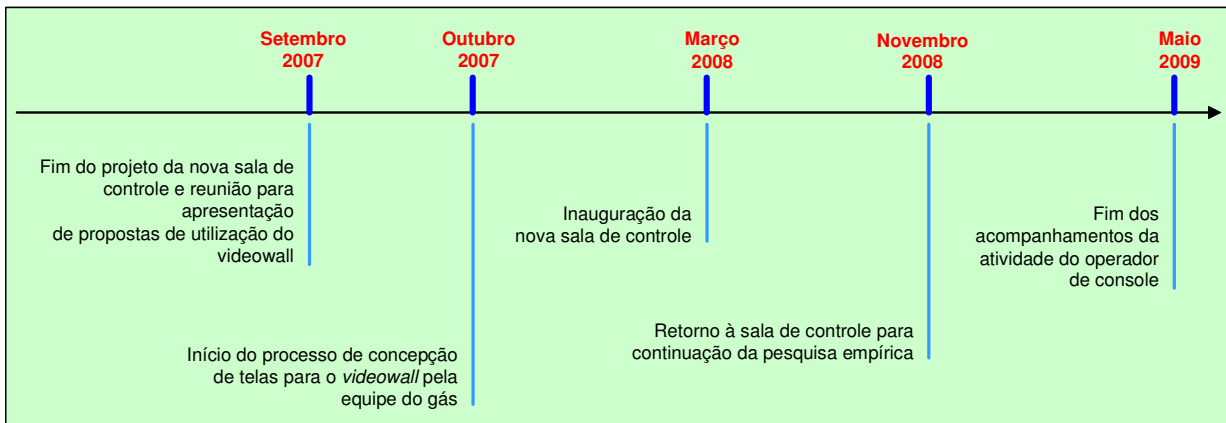 Setembro
2007
Outubro
2007
Março
2008
Novembro
2008
Maio
2009
Fim do projeto da nova sala de
controle e reunião para
apresentação
de propostas de utilização do
videowall
Início do processo de concepção
de telas para o videowall pela
equipe do gás
Inauguração da
nova sala de controle
Retorno à sala de controle para
continuação da pesquisa empírica
Fim dos
acompanhamentos da
atividade do operador
de console